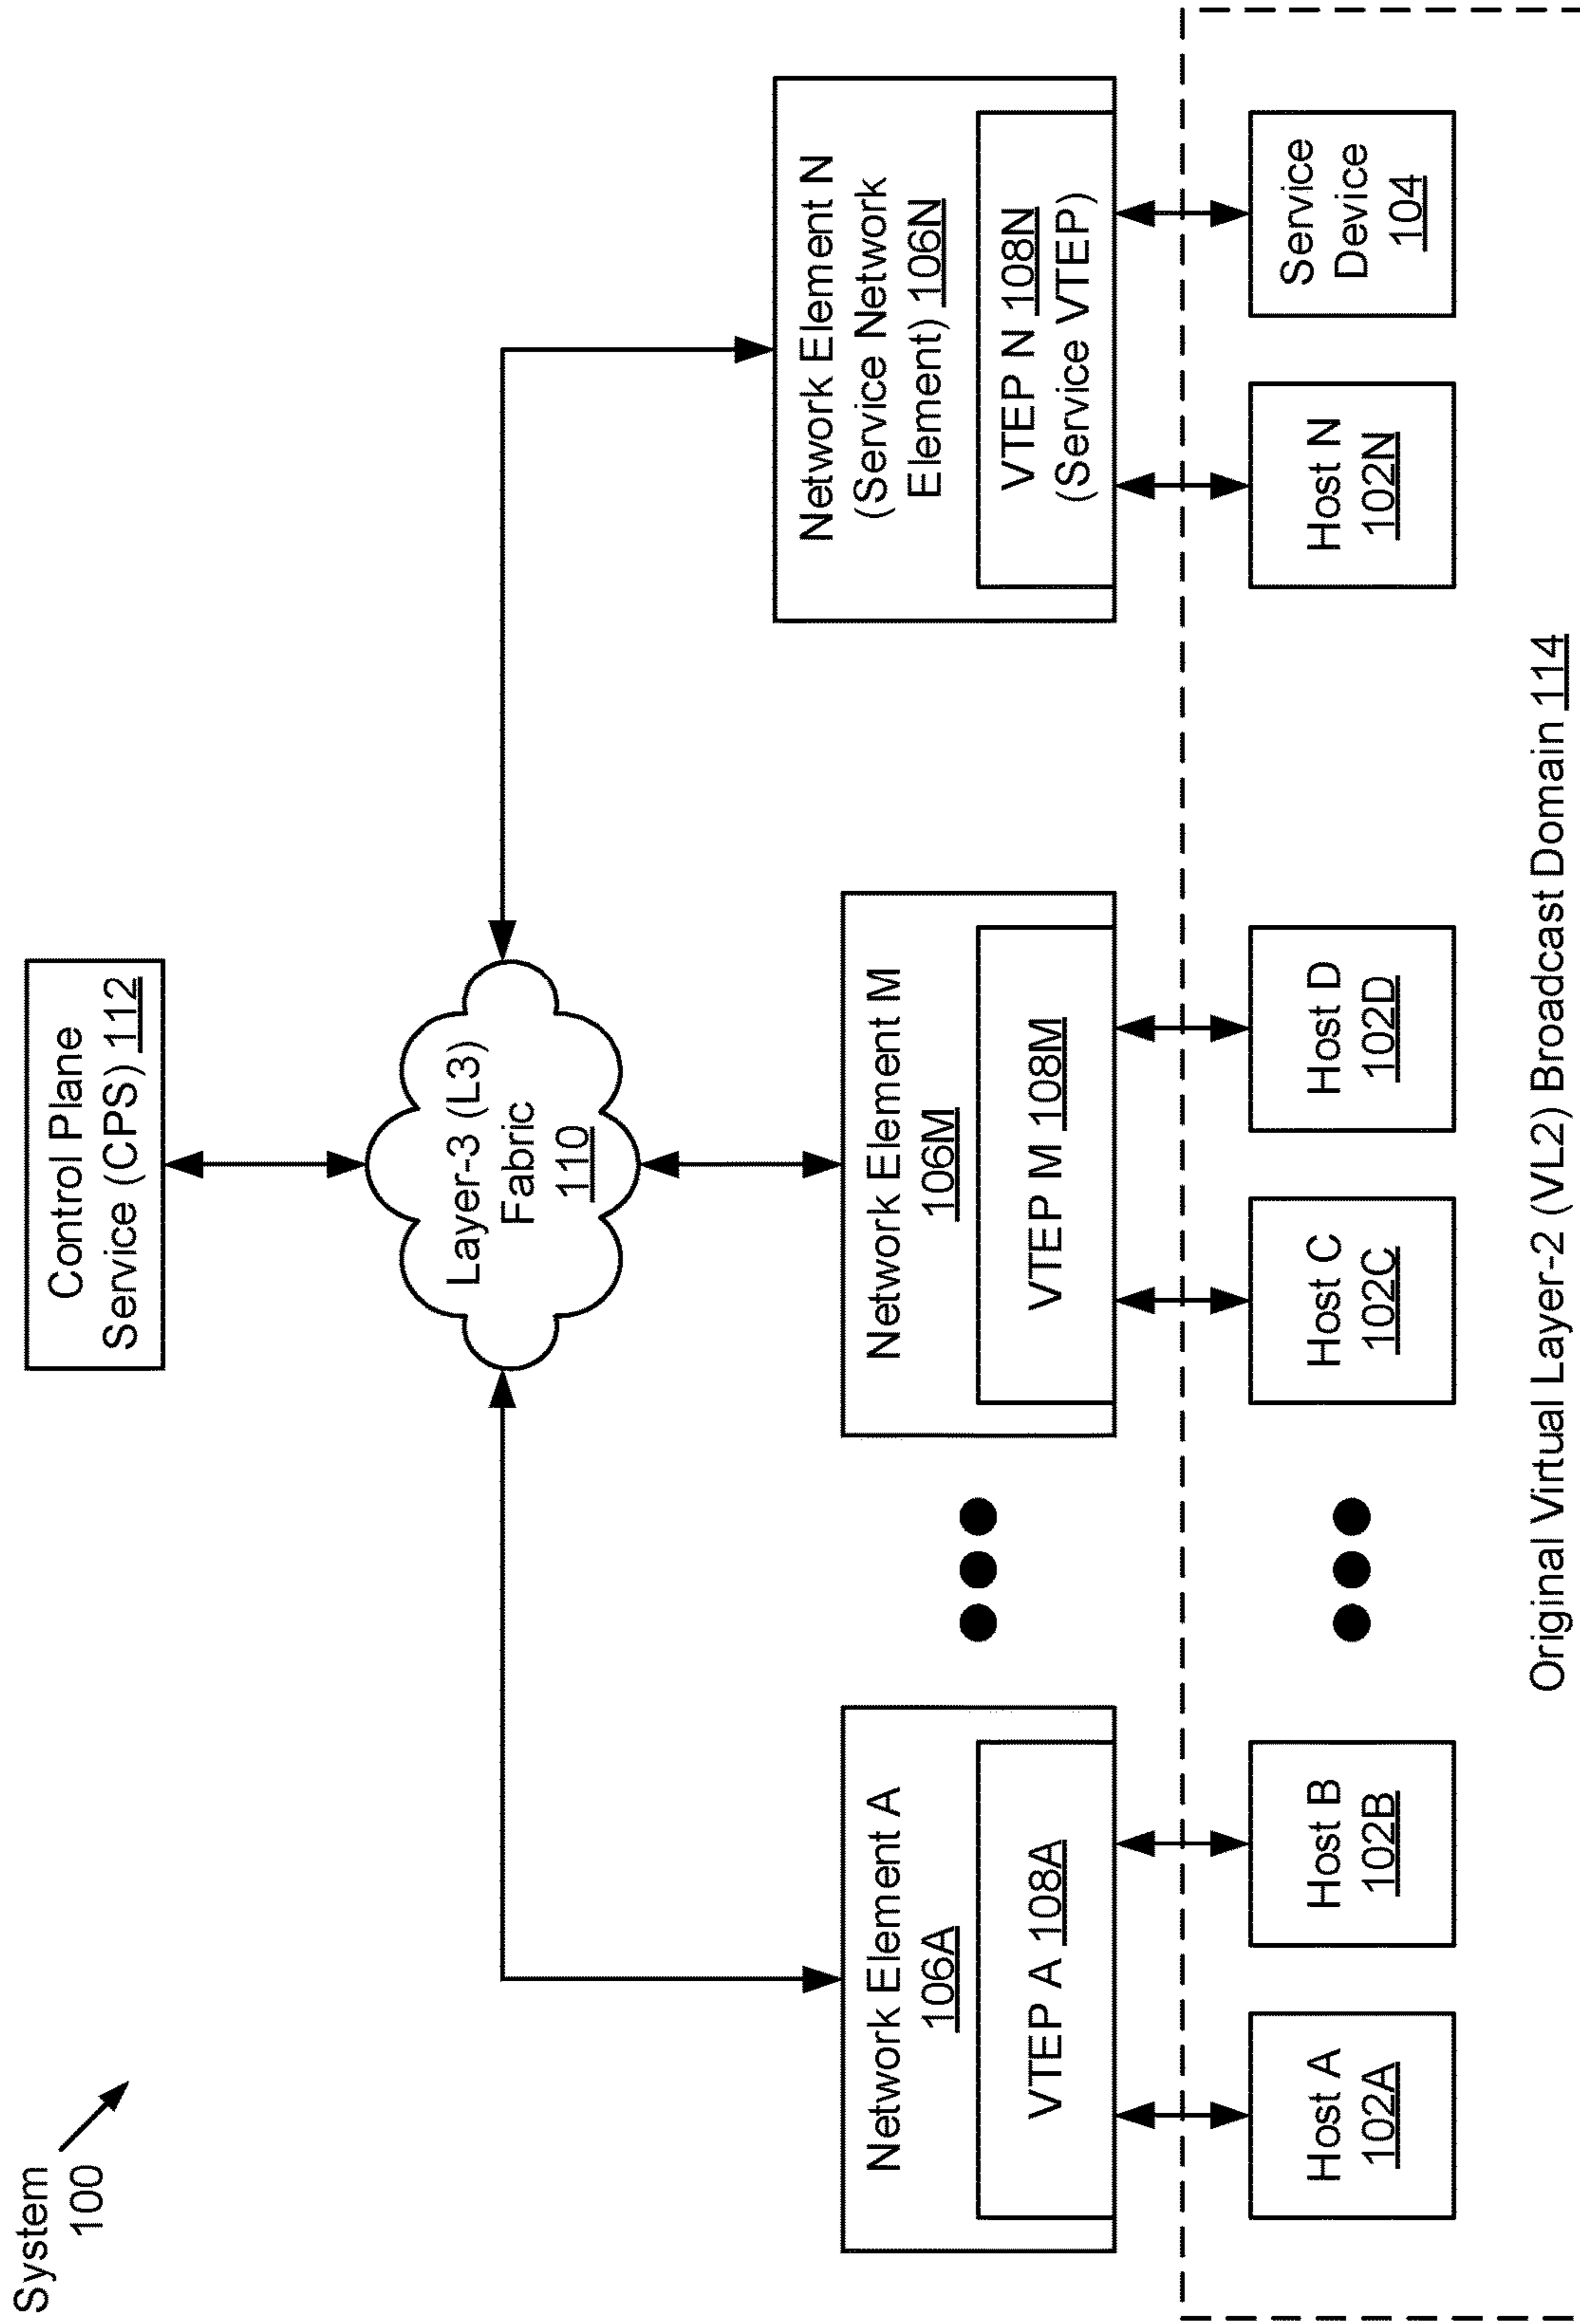 System
100
Control Plane
Service (CPS) 112
Layer-3 (L3)
Fabric
110
Network Element A
106A
VTEP A 108A
Network Element M
106M
VTEP M 108M
Network Element N
(Service Network
Element) 106N
VTEP N 108N
(Service VTEP)
Host A
102A
Host B
102B
Host C
102C
Host D
102D
Host N
102N
Service
Device
104
Original Virtual Layer-2 (VL2) Broadcast Domain 114